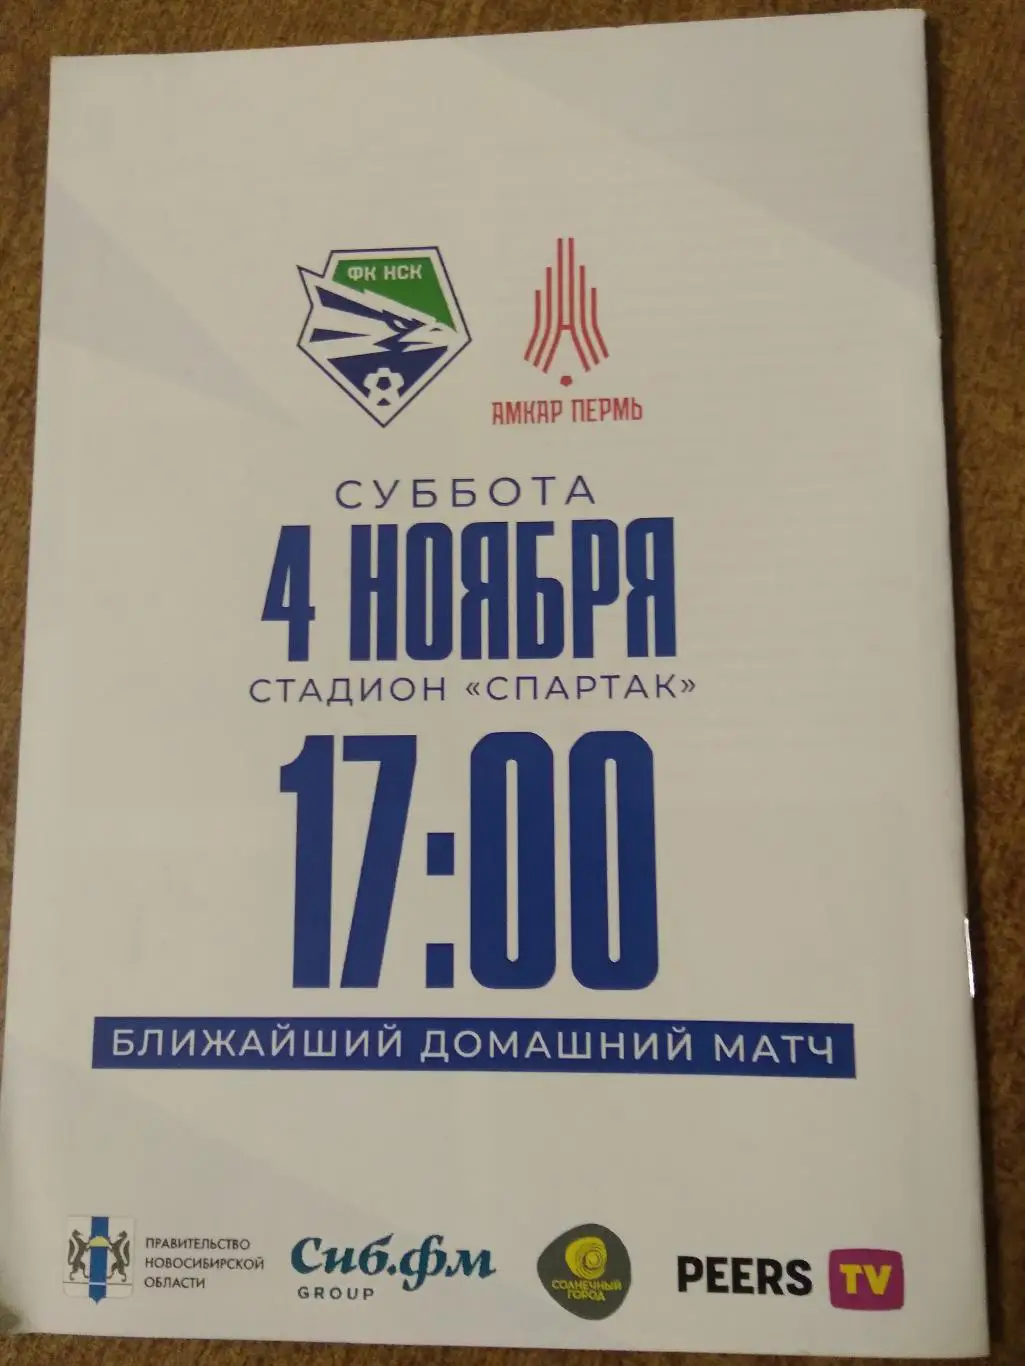 ФК НСК
АМКАР ПЕРМЬ
СУББОТА
4 НОЯБРЯ
СТАДИОН «СПАРТАК»
17:00
БЛИЖАЙШИЙ ДОМАШНИЙ МАТЧ
ПРАВИТЕЛЬСТВО
НОВОСИБИРСКОЙ
ОБЛАСТИ
Сиб.фм
GROUP
СОЛНЕЧНЫЙ
ГОРОД
PEERS TV